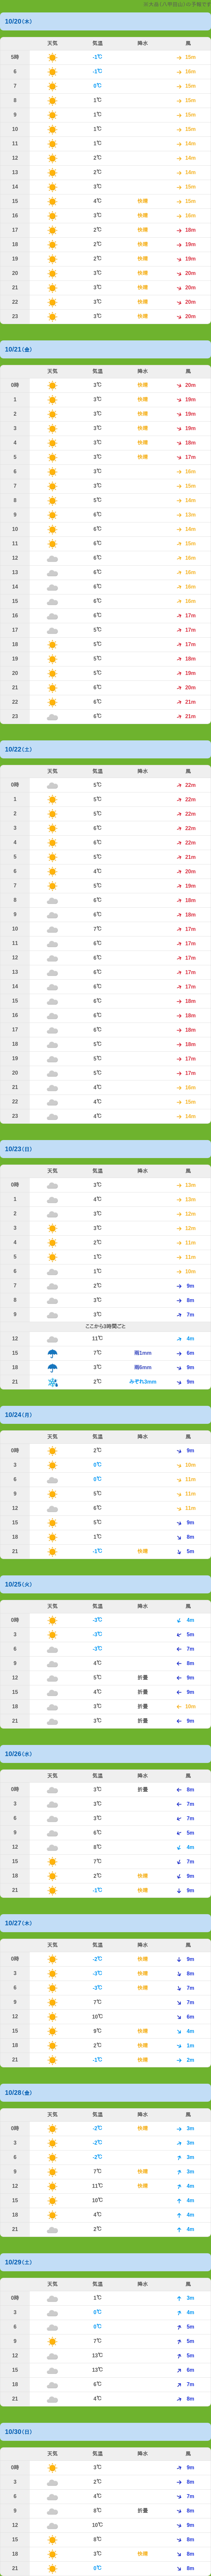 10/20(木)
天気 気温 降水 風
5時 -1℃ 15m
6 -1℃ 16m
7 0℃ 15m
8 1℃ 15m
9 1℃ 15m
10 1℃ 15m
11 1℃ 14m
12 2℃ 14m
13 2℃ 14m
14 3℃ 15m
15 4℃ 快晴 15m
16 3℃ 快晴 16m
17 2℃ 快晴 18m
18 2℃ 快晴 19m
19 2℃ 快晴 19m
20 3℃ 快晴 20m
21 3℃ 快晴 20m
22 3℃ 快晴 20m
23 3℃ 快晴 20m
10/21(金)
天気 気温 降水 風
0時 3℃ 快晴 20m
1 3℃ 快晴 19m
2 3℃ 快晴 19m
3 3℃ 快晴 19m
4 3℃ 快晴 18m
5 3℃ 快晴 17m
6 3℃ 16m
7 3℃ 15m
8 5℃ 14m
9 6℃ 13m
10 6℃ 14m
11 6℃ 15m
12 6℃ 16m
13 6℃ 16m
14 6℃ 16m
15 6℃ 16m
16 6℃ 17m
17 5℃ 17m
18 5℃ 17m
19 5℃ 18m
20 5℃ 19m
21 6℃ 20m
22 6℃ 21m
23 6℃ 21m
10/22(土)
天気 気温 降水 風
0時 5℃ 22m
1 5℃ 22m
2 5℃ 22m
3 6℃ 22m
4 6℃ 22m
5 5℃ 21m
6 4℃ 20m
7 5℃ 19m
8 6℃ 18m
9 6℃ 18m
10 7℃ 17m
11 6℃ 17m
12 6℃ 17m
13 6℃ 17m
14 6℃ 17m
15 6℃ 18m
16 6℃ 18m
17 6℃ 18m
18 5℃ 18m
19 5℃ 17m
20 5℃ 17m
21 4℃ 16m
22 4℃ 15m
23 4℃ 14m
10/23(日)
天気 気温 降水 風
0時 3℃ 13m
1 4℃ 13m
2 3℃ 12m
3 3℃ 12m
4 2℃ 11m
5 1℃ 11m
6 1℃ 10m
7 2℃ 9m
8 3℃ 8m
9 3℃ 7m
ここから3時間ごと
12 11℃ 4m
15 7℃ 雨1mm 6m
18 3℃ 雨6mm 9m
21 2℃ みぞれ3mm 9m
10/24(月)
天気 気温 降水 風
0時 2℃ 9m
3 0℃ 10m
6 0℃ 11m
9 5℃ 11m
12 6℃ 11m
15 5℃ 9m
18 1℃ 8m
21 -1℃ 快晴 5m
10/25(火)
天気 気温 降水 風
0時 -3℃ 4m
3 -3℃ 5m
6 -3℃ 7m
9 4℃ 8m
12 5℃ 折畳 9m
15 4℃ 折畳 9m
18 3℃ 折畳 10m
21 3℃ 折畳 9m
10/26(水)
天気 気温 降水 風
0時 3℃ 折畳 8m
3 3℃ 7m
6 3℃ 7m
9 6℃ 5m
12 8℃ 4m
15 7℃ 7m
18 2℃ 快晴 9m
21 -1℃ 快晴 9m
10/27(木)
天気 気温 降水 風
0時 -2℃ 快晴 9m
3 -3℃ 快晴 8m
6 -3℃ 快晴 7m
9 7℃ 7m
12 10℃ 6m
15 9℃ 快晴 4m
18 2℃ 快晴 1m
21 -1℃ 快晴 2m
10/28(金)
天気 気温 降水 風
0時 -2℃ 快晴 3m
3 -2℃ 3m
6 -2℃ 3m
9 7℃ 快晴 3m
12 11℃ 快晴 4m
15 10℃ 4m
18 4℃ 4m
21 2℃ 4m
10/29(土)
天気 気温 降水 風
0時 1℃ 3m
3 0℃ 4m
6 0℃ 5m
9 7℃ 5m
12 13℃ 5m
15 13℃ 6m
18 6℃ 7m
21 4℃ 8m
10/30(日)
天気 気温 降水 風
0時 3℃ 9m
3 2℃ 8m
6 4℃ 7m
9 8℃ 折畳 8m
12 10℃ 9m
15 8℃ 8m
18 3℃ 快晴 8m
21 0℃ 8m